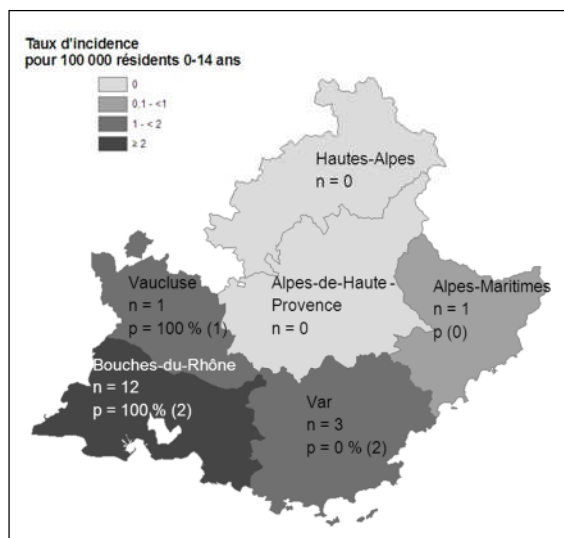 Taux d'incidence
pour 100 000 résidents 0-14 ans
0
0,1 - <1
1 - < 2
≥ 2
Hautes-Alpes
n = 0
Vaucluse
n = 1
p = 100 % (1)
Alpes-de-Haute-
Provence
n = 0
Alpes-Maritimes
n = 1
p (0)
Bouches-du-Rhône
n = 12
p = 100 % (2)
Var
n = 3
p = 0 % (2)